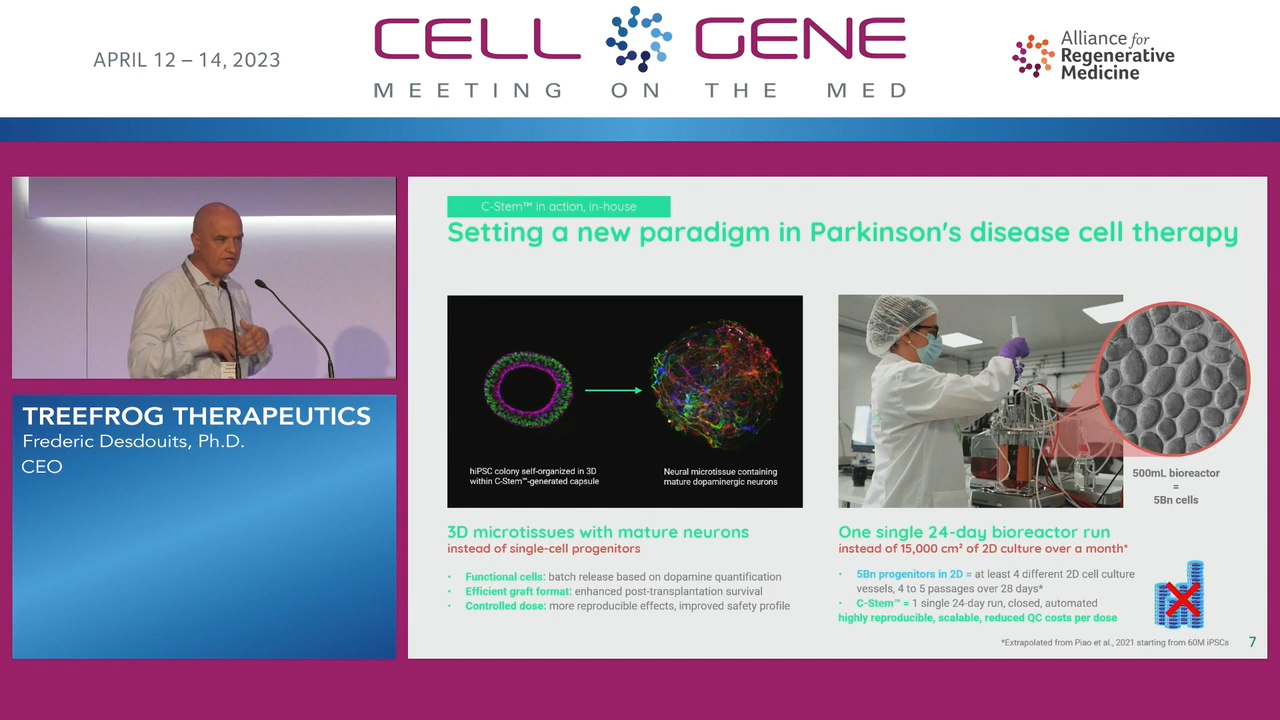 APRIL 12 – 14, 2023
CELL GENE
MEETING ON THE MED
Alliance for
Regenerative
Medicine
TREEFROG THERAPEUTICS
Frederic Desdouits, Ph.D.
CEO
C-Stem™ in action, in-house
Setting a new paradigm in Parkinson's disease cell therapy
hiPSC colony self-organized in 3D
within C-Stem™-generated capsule
Neural microtissue containing
mature dopaminergic neurons
500mL bioreactor
=
5Bn cells
3D microtissues with mature neurons
instead of single-cell progenitors
• Functional cells: batch release based on dopamine quantification
• Efficient graft format: enhanced post-transplantation survival
• Controlled dose: more reproducible effects, improved safety profile
One single 24-day bioreactor run
instead of 15,000 cm² of 2D culture over a month*
• 5Bn progenitors in 2D = at least 4 different 2D cell culture
vessels, 4 to 5 passages over 28 days*
• C-Stem™ = 1 single 24-day run, closed, automated
highly reproducible, scalable, reduced QC costs per dose
*Extrapolated from Piao et al., 2021 starting from 60M iPSCs
7